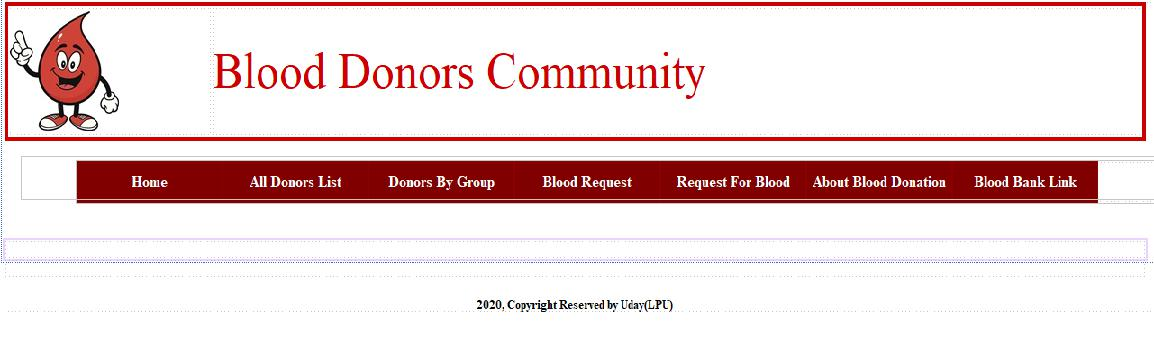 Blood Donors Community
Home All Donors List Donors By Group Blood Request Request For Blood About Blood Donation Blood Bank Link
2020, Copyright Reserved by Uday(LPU)